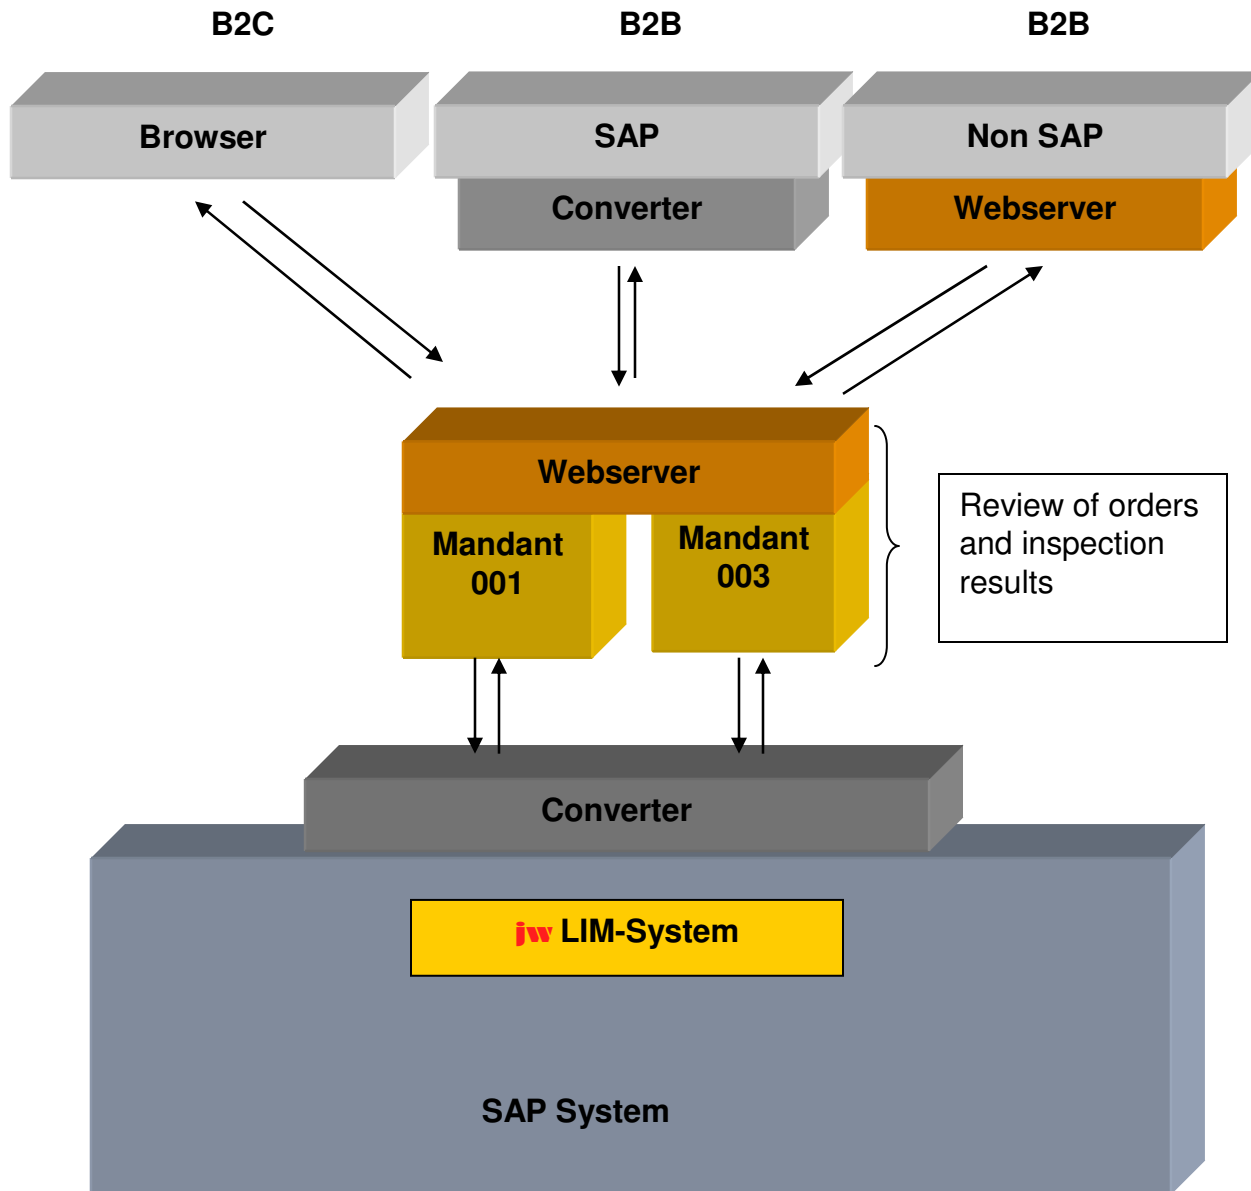 B2C B2B B2B
Browser SAP Non SAP
Converter Webserver
Webserver
Mandant
001
Mandant
003
Review of orders
and inspection
results
Converter
jw LIM-System
SAP System